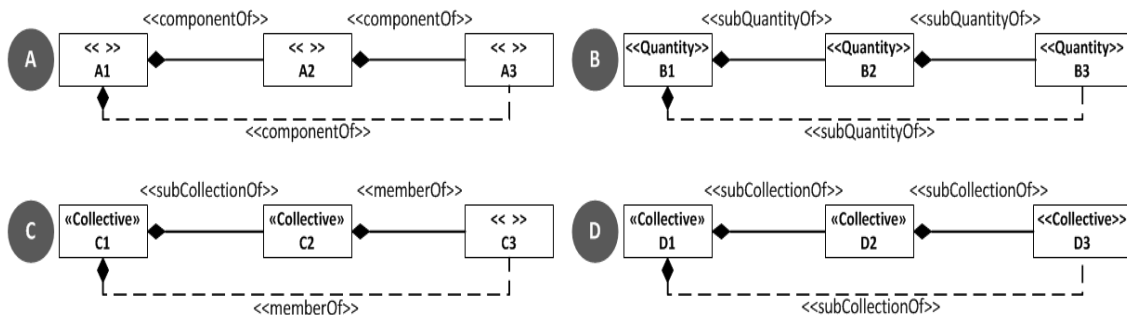 <<componentOf>> <<componentOf>>
A
<< >> << >> << >>
A1 A2 A3
<<componentOf>>
<<subQuantityOf>> <<subQuantityOf>>
B
<<Quantity>> <<Quantity>> <<Quantity>>
B1 B2 B3
<<subQuantityOf>>
<<subCollectionOf>> <<memberOf>>
C
«Collective» «Collective» << >>
C1 C2 C3
<<memberOf>>
<<subCollectionOf>> <<subCollectionOf>>
D
«Collective» «Collective» <<Collective>>
D1 D2 D3
<<subCollectionOf>>